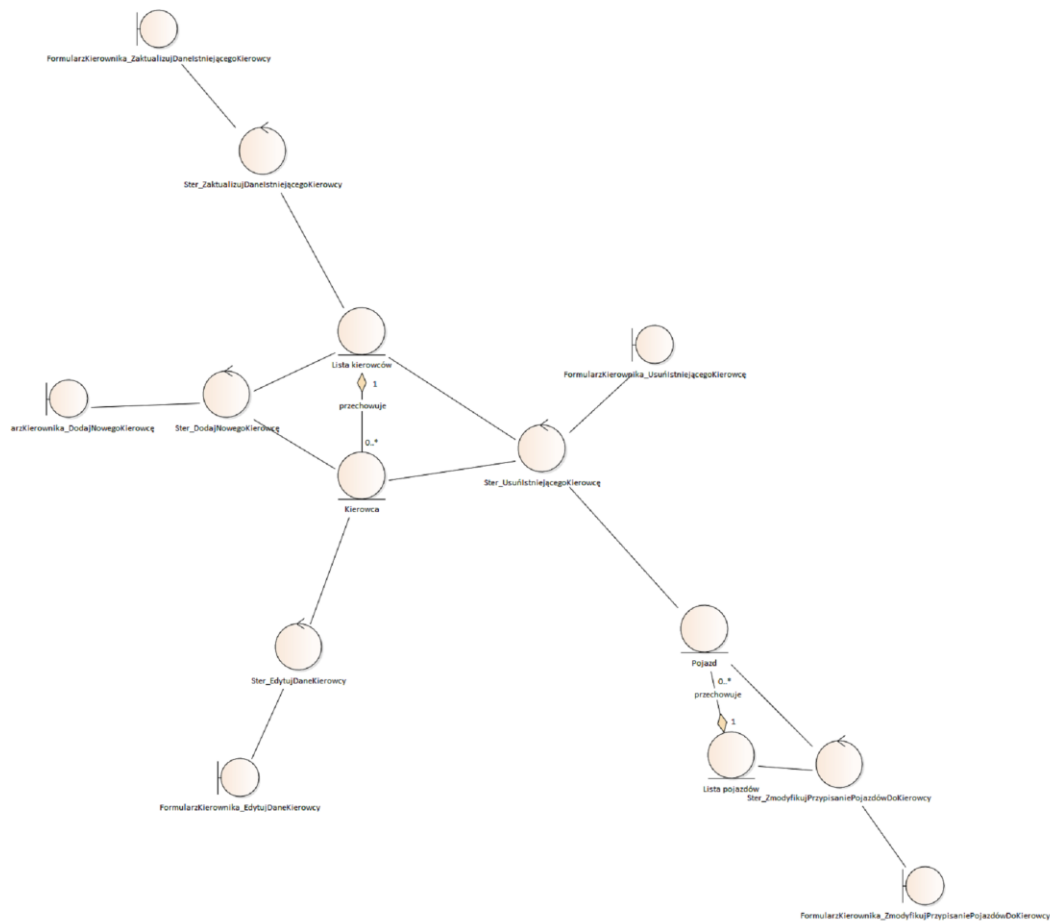 FormularzKierownika_ZaktualizujDaneIstniejącegoKierowcy
Ster_ZaktualizujDaneIstniejącegoKierowcy
Lista kierowców
1
przechowuje
0..*
FormularzKierownika_UsuńIstniejącegoKierowcę
arzKierownika_DodajNowegoKierowcę
Ster_DodajNowegoKierowcę
Ster_UsuńIstniejącegoKierowcę
Kierowca
Pojazd
0..*
przechowuje
1
Ster_EdytujDaneKierowcy
Lista pojazdów
Ster_ZmodyfikujPrzypisaniePojazdówDoKierowcy
FormularzKierownika_EdytujDaneKierowcy
FormularzKierownika_ZmodyfikujPrzypisaniePojazdówDoKierowcy